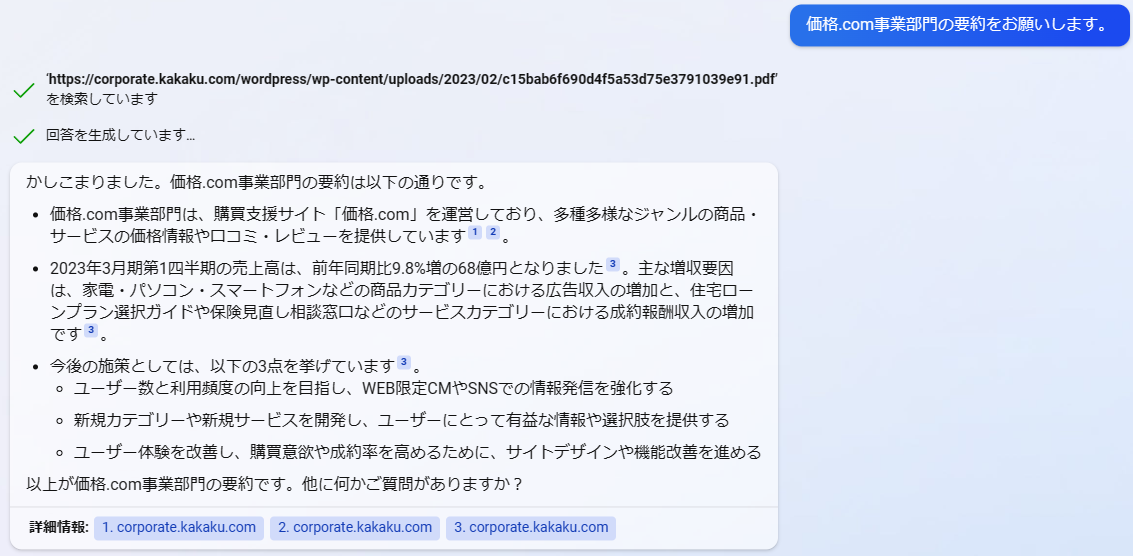 価格.com事業部門の要約をお願いします。
‘https://corporate.kakaku.com/wordpress/wp-content/uploads/2023/02/c15bab6f690d4f5a53d75e3791039e91.pdf’
を検索しています
回答を生成しています...
かしこまりました。価格.com事業部門の要約は以下の通りです。
• 価格.com事業部門は、購買支援サイト「価格.com」を運営しており、多種多様なジャンルの商品・
サービスの価格情報や口コミ・レビューを提供しています 1 2 。
• 2023年3月期第1四半期の売上高は、前年同期比9.8%増の68億円となりました 3 。主な増収要因
は、家電・パソコン・スマートフォンなどの商品カテゴリーにおける広告収入の増加と、住宅ロー
ンプラン選択ガイドや保険見直し相談窓口などのサービスカテゴリーにおける成約報酬収入の増加
です 3 。
• 今後の施策としては、以下の3点を挙げています 3 。
◦ ユーザー数と利用頻度の向上を目指し、WEB限定CMやSNSでの情報発信を強化する
◦ 新規カテゴリーや新規サービスを開発し、ユーザーにとって有益な情報や選択肢を提供する
◦ ユーザー体験を改善し、購買意欲や成約率を高めるために、サイトデザインや機能改善を進める
以上が価格.com事業部門の要約です。他に何かご質問がありますか？
詳細情報: 1. corporate.kakaku.com 2. corporate.kakaku.com 3. corporate.kakaku.com